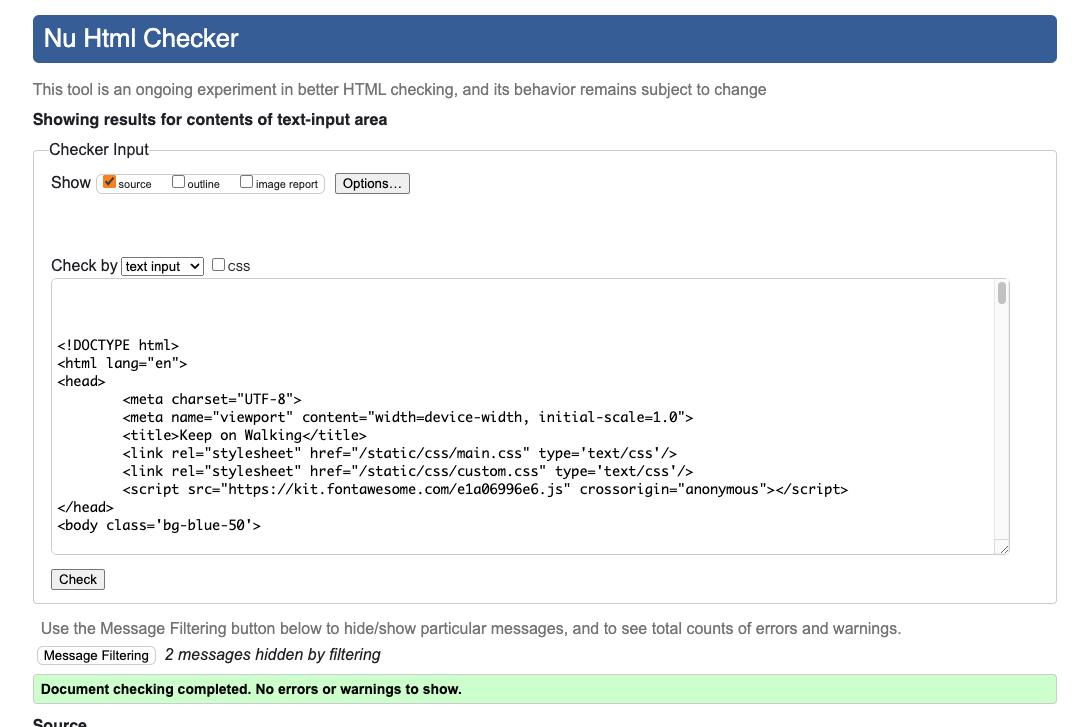 Nu Html Checker
This tool is an ongoing experiment in better HTML checking, and its behavior remains subject to change
Showing results for contents of text-input area
Checker Input
Show source outline image report Options…
Check by text input css
<!DOCTYPE html>
<html lang="en">
<head>
        <meta charset="UTF-8">
        <meta name="viewport" content="width=device-width, initial-scale=1.0">
        <title>Keep on Walking</title>
        <link rel="stylesheet" href="/static/css/main.css" type='text/css'/>
        <link rel="stylesheet" href="/static/css/custom.css" type='text/css'/>
        <script src="https://kit.fontawesome.com/e1a06996e6.js" crossorigin="anonymous"></script>
</head>
<body class='bg-blue-50'>
Check
Use the Message Filtering button below to hide/show particular messages, and to see total counts of errors and warnings.
Message Filtering 2 messages hidden by filtering
Document checking completed. No errors or warnings to show.
Source